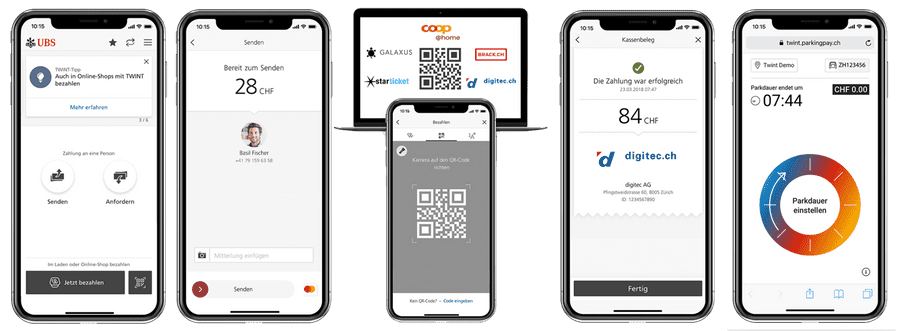 10:15
UBS
TWINT-Tipp
Auch in Online-Shops mit TWINT
bezahlen
Mehr erfahren
3 / 6
Zahlung an eine Person
Senden
Anfordern
Im Laden oder Online-Shop bezahlen
Jetzt bezahlen
10:15
Senden
Bereit zum Senden
28 CHF
Basil Fischer
+41 79 159 63 58
Mitteilung einfügen
Senden
coop
@home
GALAXUS
BRACK.CH
starticket
digitec.ch
10:15
Bezahlen
Kamera auf den QR-Code
richten
Kein QR-Code? – Code eingeben
10:15
Kassenbeleg
Die Zahlung war erfolgreich
23.03.2018 07:47
84 CHF
digitec.ch
digitec AG
Pfingstweidstrasse 60, 8005 Zürich
ID: 1234567890
Fertig
10:15
twint.parkingpay.ch
Twint Demo
ZH123456
Parkdauer endet um
07:44
CHF 0.00
Parkdauer
einstellen